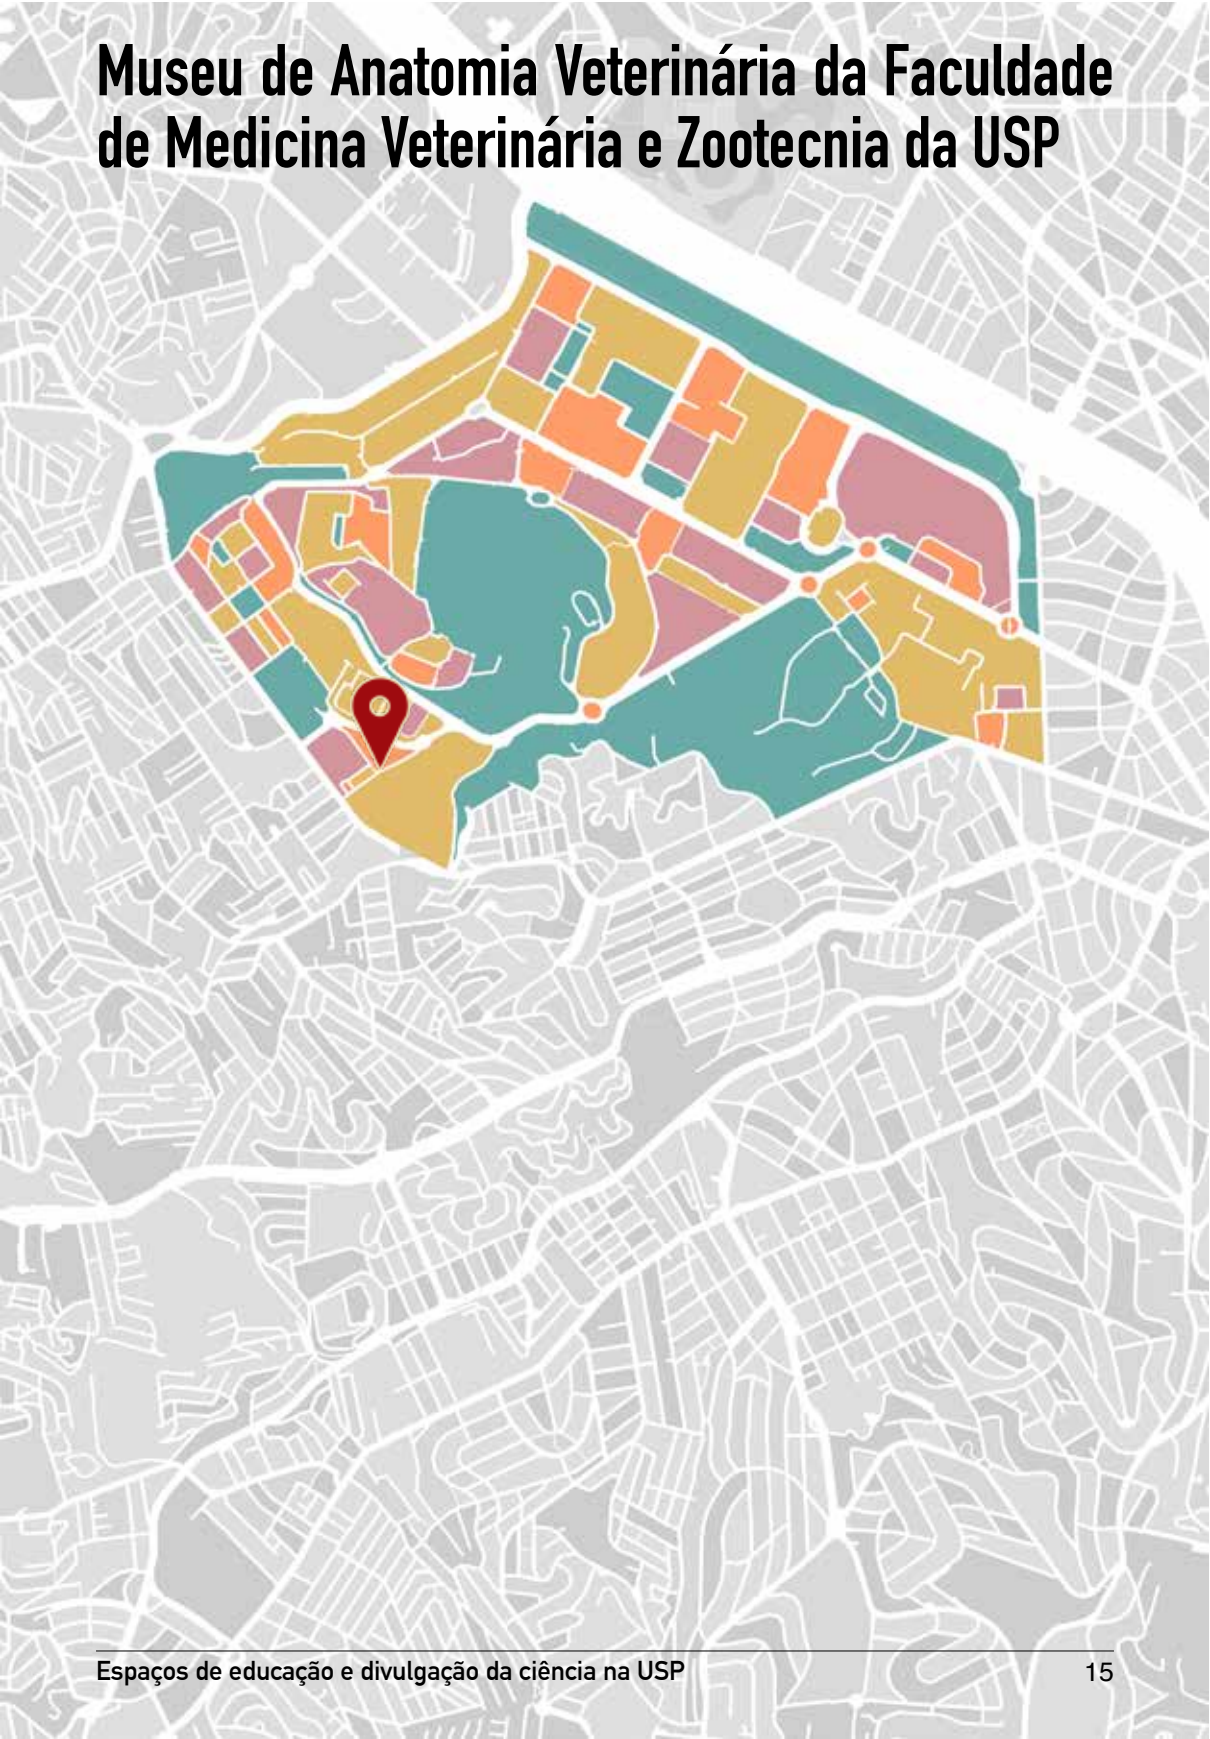 Museu de Anatomia Veterinária da Faculdade
de Medicina Veterinária e Zootecnia da USP
Espaços de educação e divulgação da ciência na USP 15